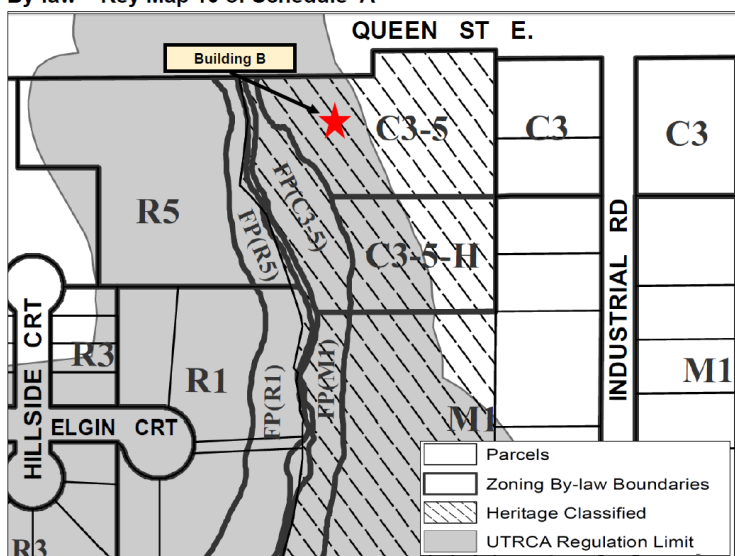 By-law – Key Map 10 of Schedule "A"
QUEEN ST E.
Building B
C3-5
C3
C3
FP(C3-5)
R5
FP(R5)
C3-5-H
INDUSTRIAL RD
HILLSIDE CRT
R3
R1
FP(R1)
FP(M1)
M1
M1
ELGIN CRT
R3
Parcels
Zoning By-law Boundaries
Heritage Classified
UTRCA Regulation Limit